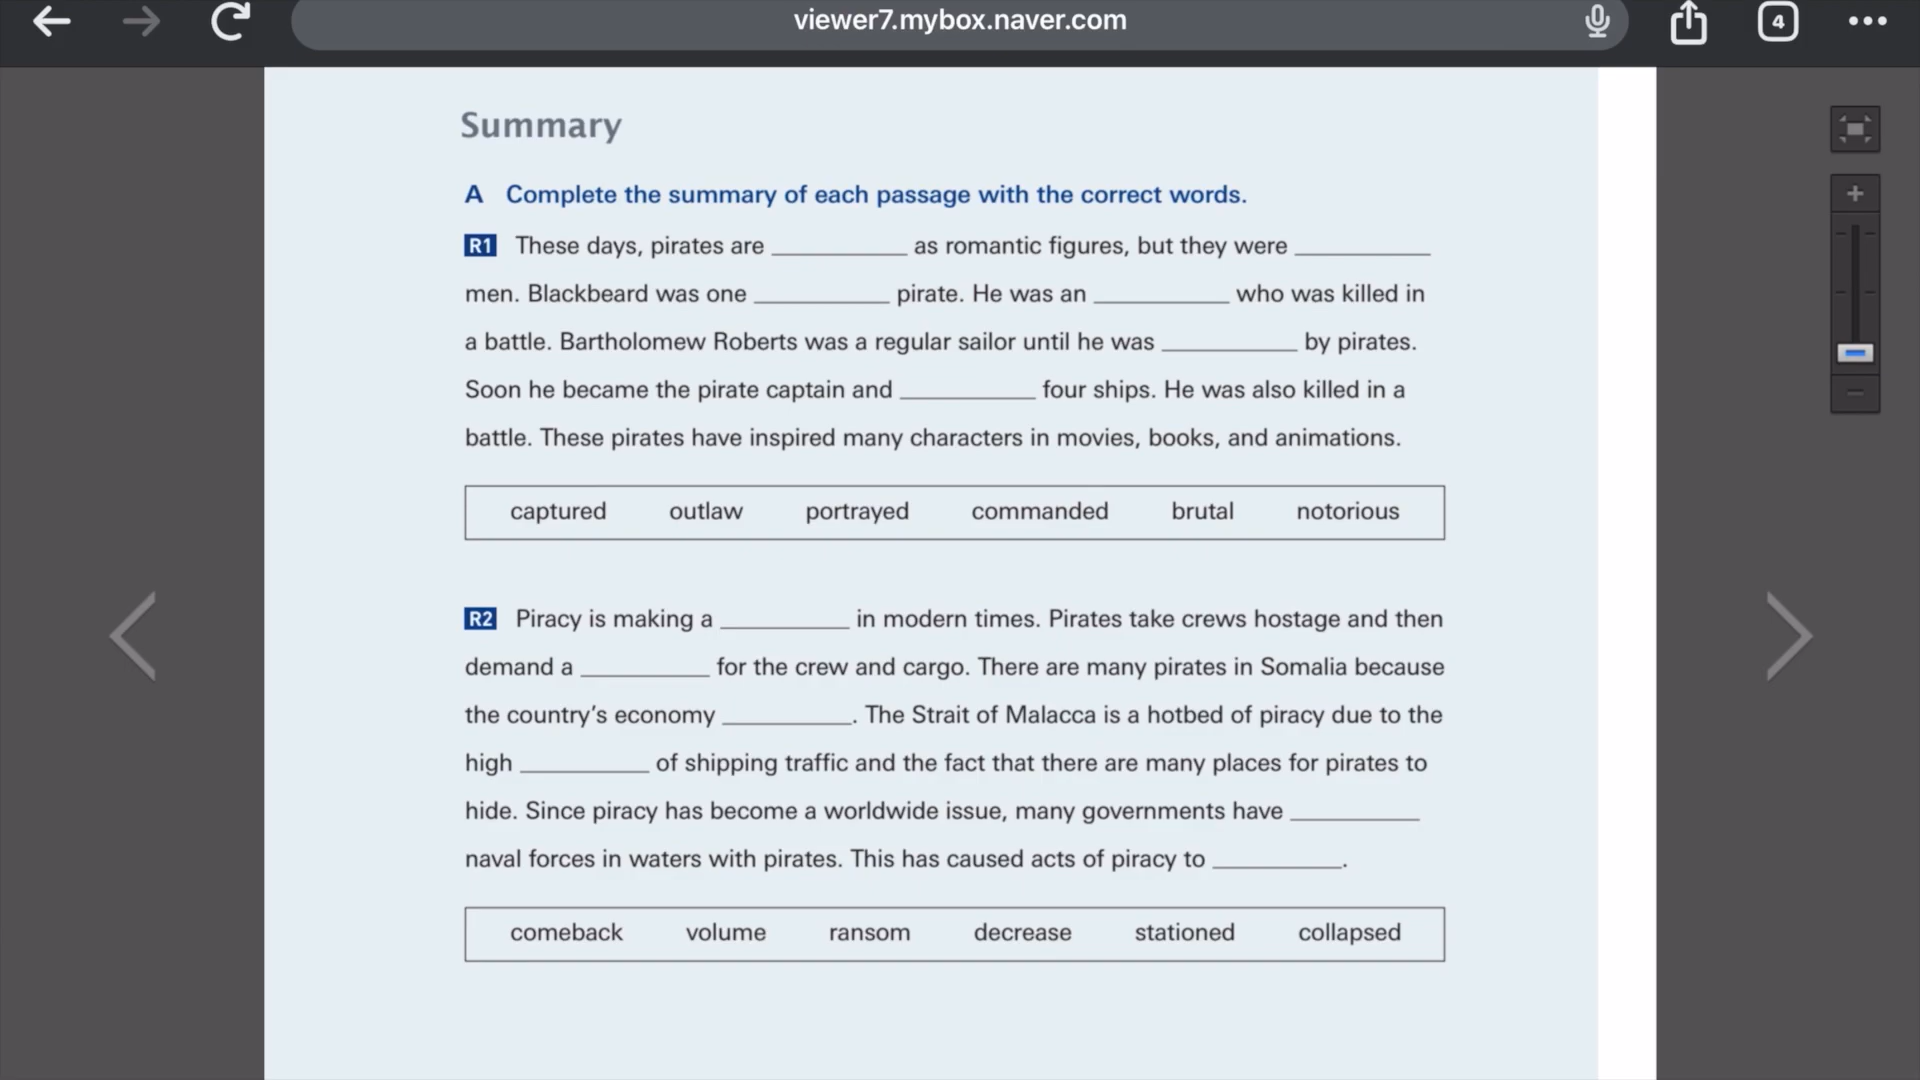 viewer7.mybox.naver.com
4
Summary
A Complete the summary of each passage with the correct words.
R1 These days, pirates are __________ as romantic figures, but they were __________
men. Blackbeard was one __________ pirate. He was an __________ who was killed in
a battle. Bartholomew Roberts was a regular sailor until he was __________ by pirates.
Soon he became the pirate captain and __________ four ships. He was also killed in a
battle. These pirates have inspired many characters in movies, books, and animations.
captured outlaw portrayed commanded brutal notorious
R2 Piracy is making a __________ in modern times. Pirates take crews hostage and then
demand a __________ for the crew and cargo. There are many pirates in Somalia because
the country’s economy __________. The Strait of Malacca is a hotbed of piracy due to the
high __________ of shipping traffic and the fact that there are many places for pirates to
hide. Since piracy has become a worldwide issue, many governments have __________
naval forces in waters with pirates. This has caused acts of piracy to __________.
comeback volume ransom decrease stationed collapsed